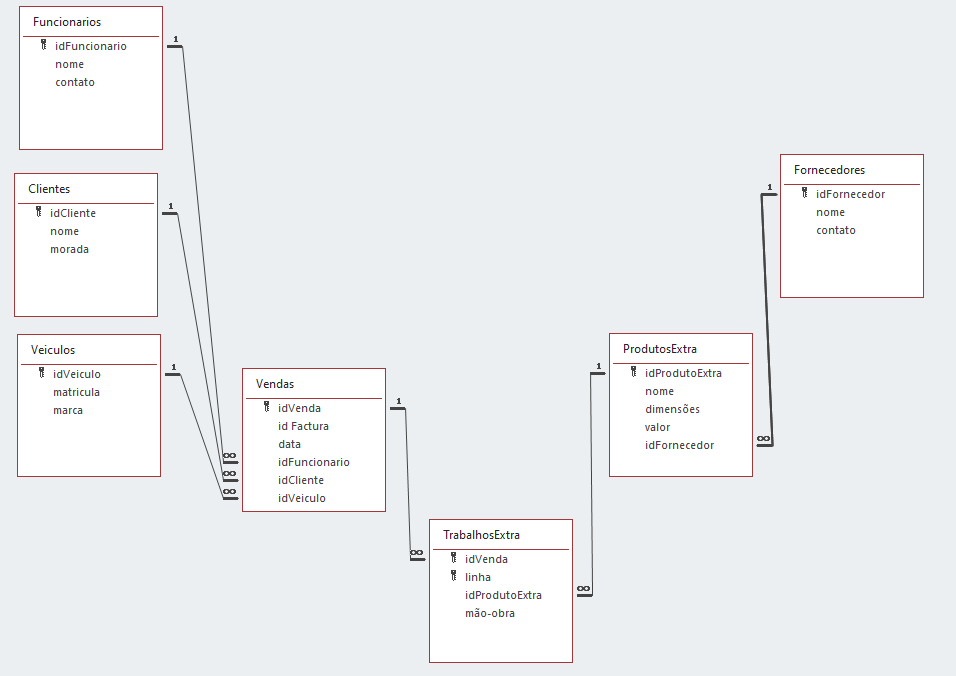 Funcionarios
idFuncionario
nome
contato
1
Clientes
idCliente
nome
morada
1
Veiculos
idVeiculo
matricula
marca
1
Vendas
idVenda
id Factura
data
idFuncionario
idCliente
idVeiculo
∞
∞
∞
1
TrabalhosExtra
idVenda
linha
idProdutoExtra
mão-obra
∞
∞
ProdutosExtra
idProdutoExtra
nome
dimensões
valor
idFornecedor
1
∞
Fornecedores
idFornecedor
nome
contato
1